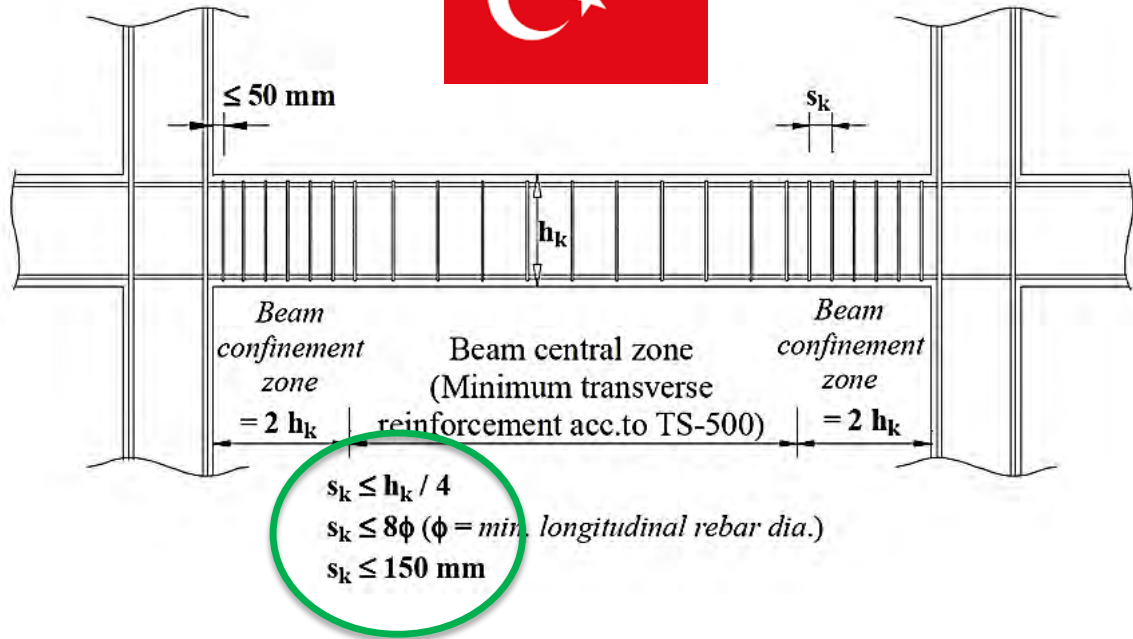 ≤ 50 mm
sₖ
hₖ
Beam
confinement
zone
= 2 hₖ
Beam central zone
(Minimum transverse
reinforcement acc.to TS-500)
Beam
confinement
zone
= 2 hₖ
sₖ ≤ hₖ / 4
sₖ ≤ 8ϕ (ϕ = min. longitudinal rebar dia.)
sₖ ≤ 150 mm